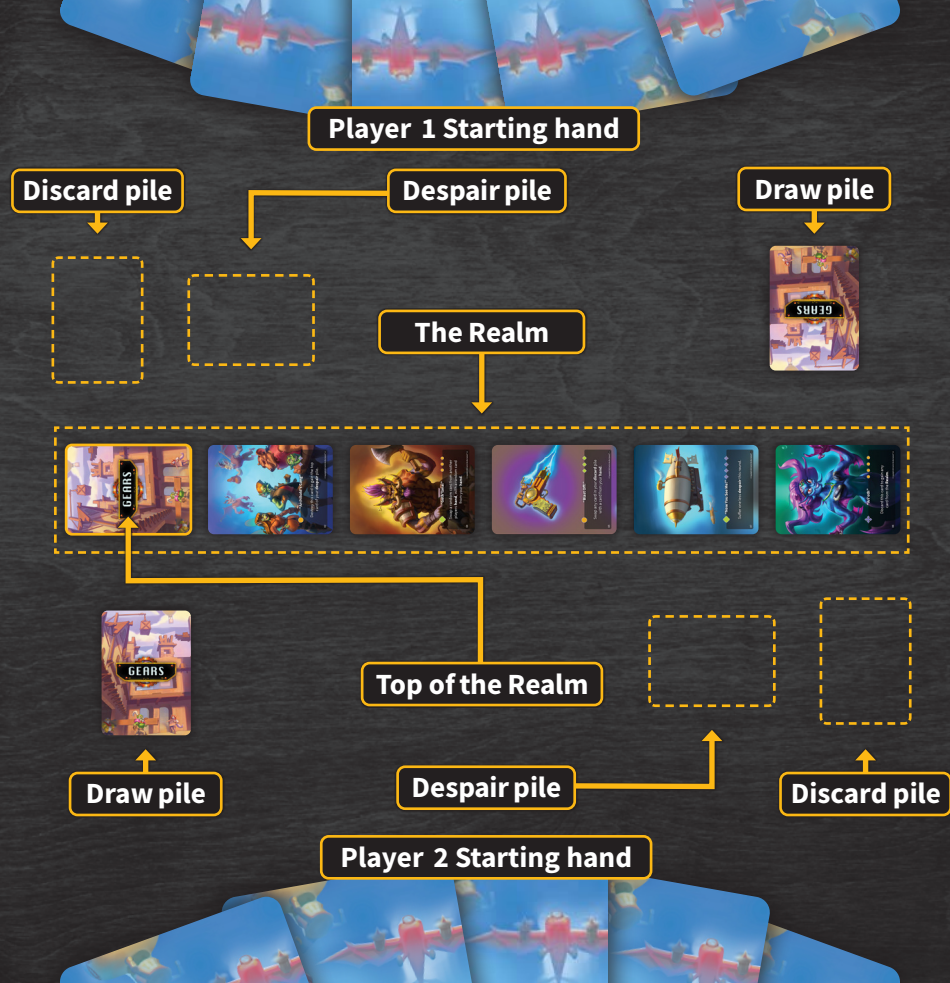 Player 1 Starting hand
Discard pile
Despair pile
Draw pile
GEARS
The Realm
GEARS
GEARS
Top of the Realm
Draw pile
Despair pile
Discard pile
Player 2 Starting hand